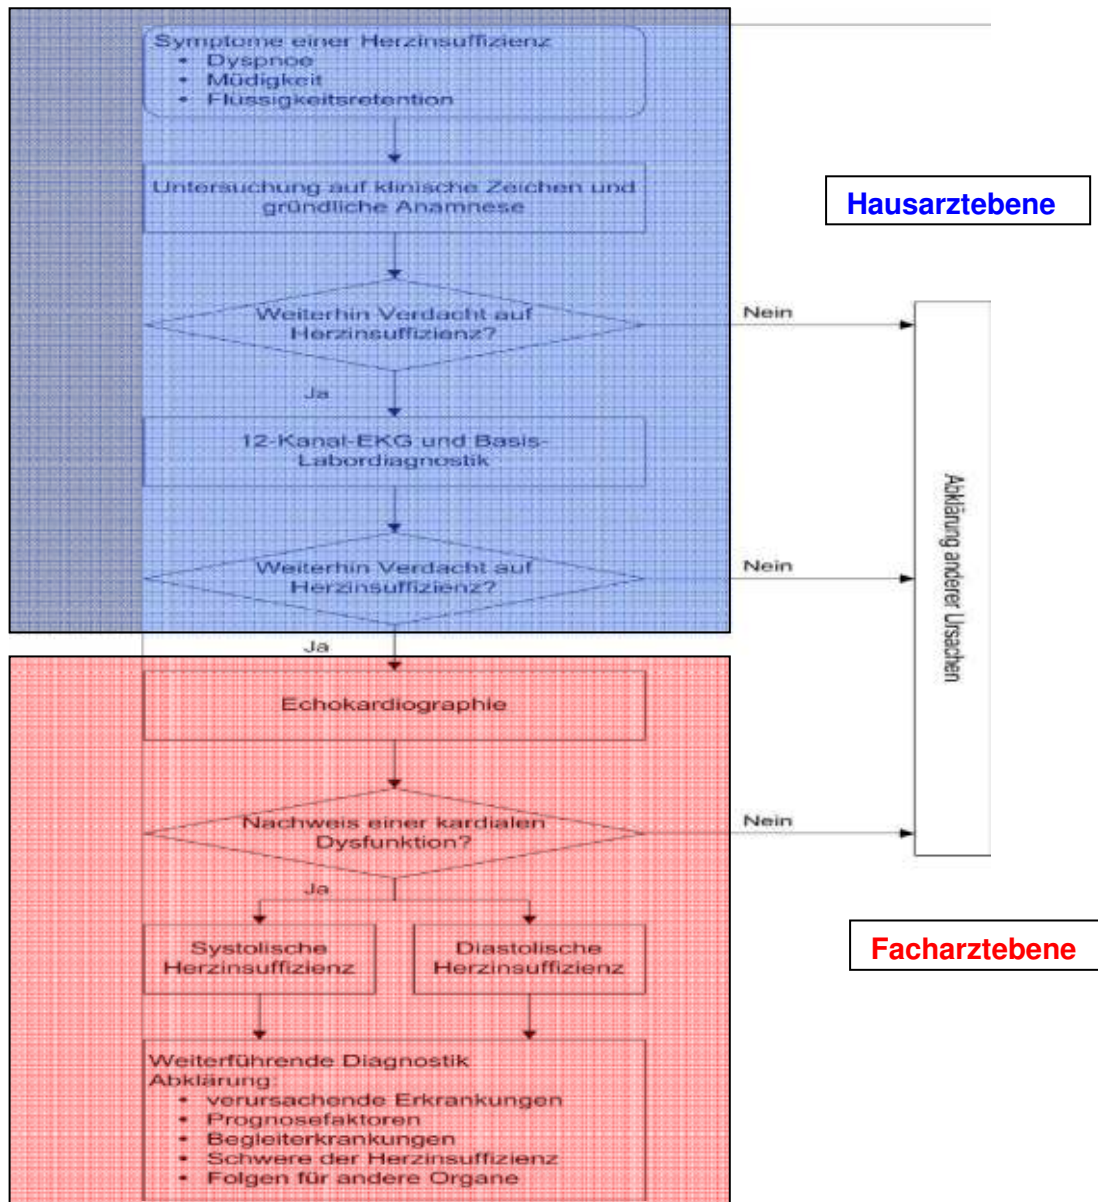 Symptome einer Herzinsuffizienz
• Dyspnoe
• Müdigkeit
• Flüssigkeitsretention
Untersuchung auf klinische Zeichen und
gründliche Anamnese
Hausarztebene
Weiterhin Verdacht auf
Herzinsuffizienz?
Nein
Ja
12-Kanal-EKG und Basis-
Labordiagnostik
Weiterhin Verdacht auf
Herzinsuffizienz?
Nein
Abklärung anderer Ursachen
Ja
Echokardiographie
Nachweis einer kardialen
Dysfunktion?
Nein
Ja
Systolische
Herzinsuffizienz
Diastolische
Herzinsuffizienz
Facharztebene
Weiterführende Diagnostik
Abklärung:
• verursachende Erkrankungen
• Prognosefaktoren
• Begleiterkrankungen
• Schwere der Herzinsuffizienz
• Folgen für andere Organe